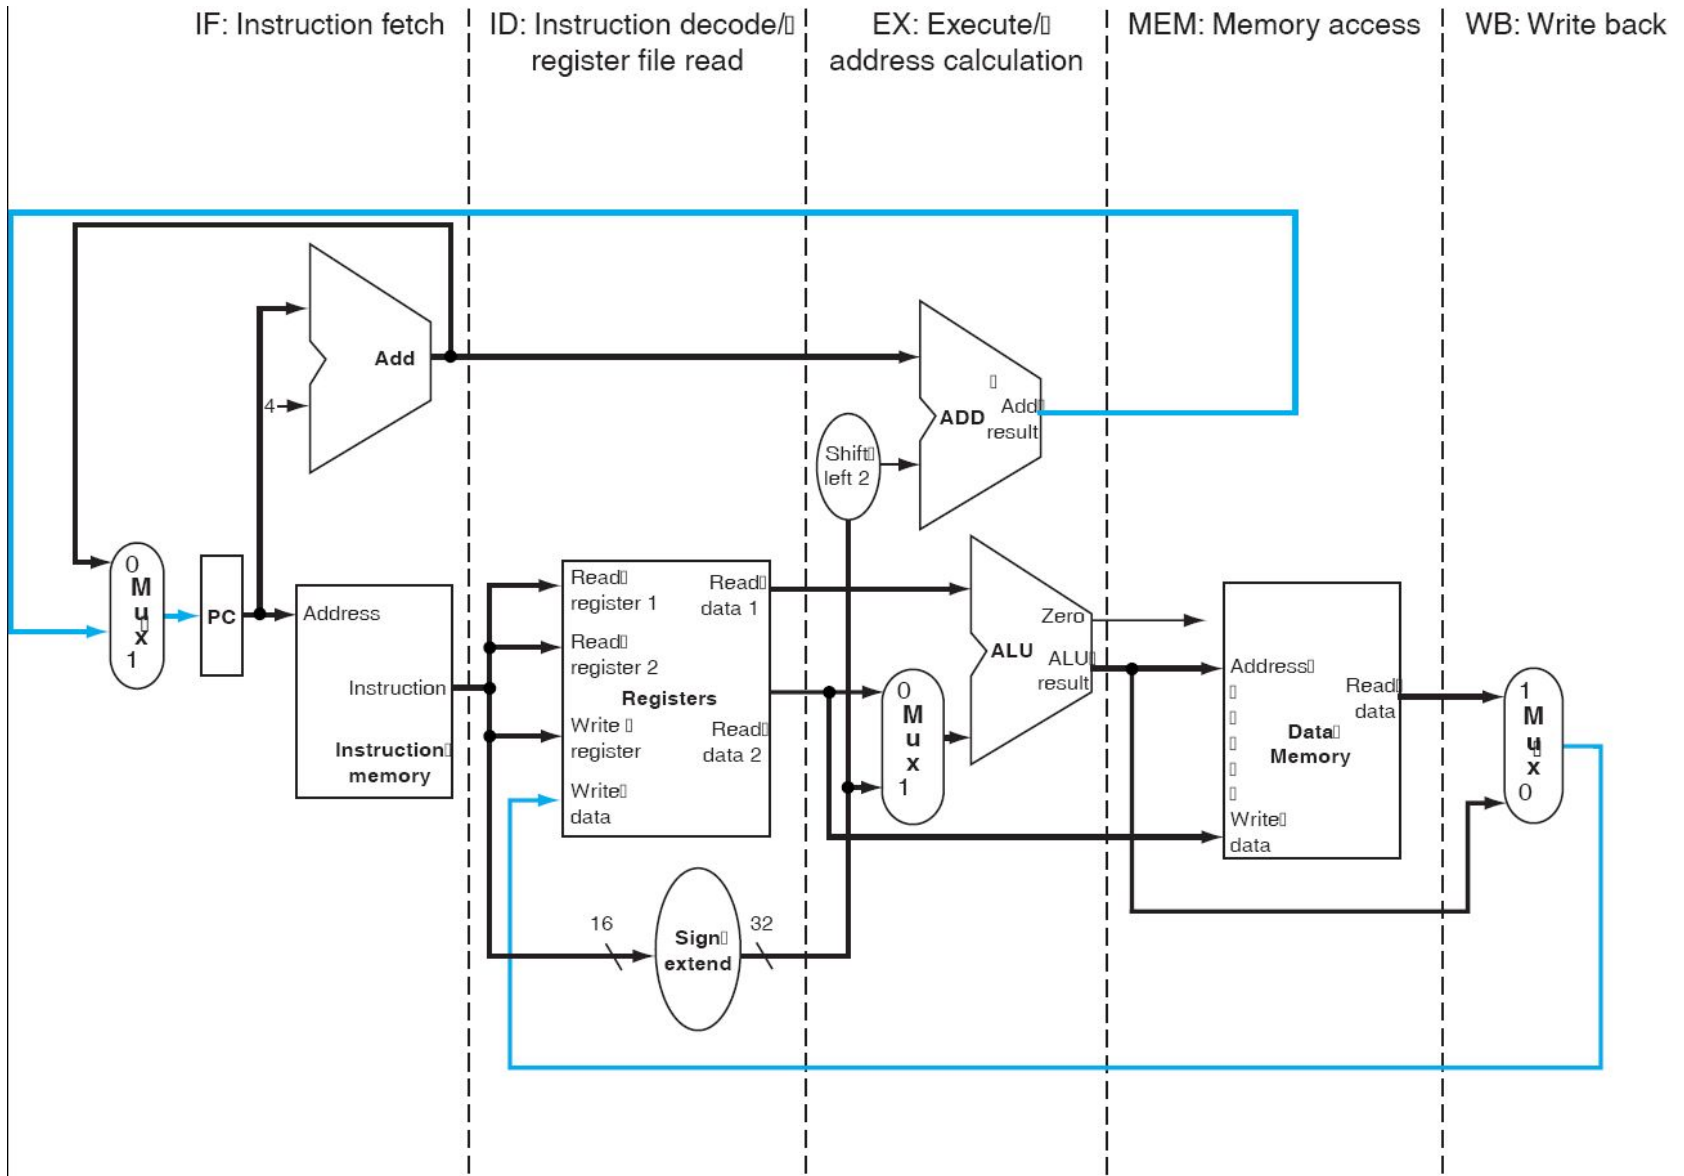 IF: Instruction fetch
ID: Instruction decode/
register file read
EX: Execute/
address calculation
MEM: Memory access
WB: Write back
Add
4
ADD
Add
result
Shift
left 2
0
M
u
x
1
PC
Address
Instruction
Instruction
memory
Read
register 1
Read
register 2
Write
register
Write
data
Registers
Read
data 1
Read
data 2
0
M
u
x
1
Zero
ALU
ALU
result
Address
Data
Memory
Write
data
Read
data
1
M
u
x
0
16
Sign
extend
32